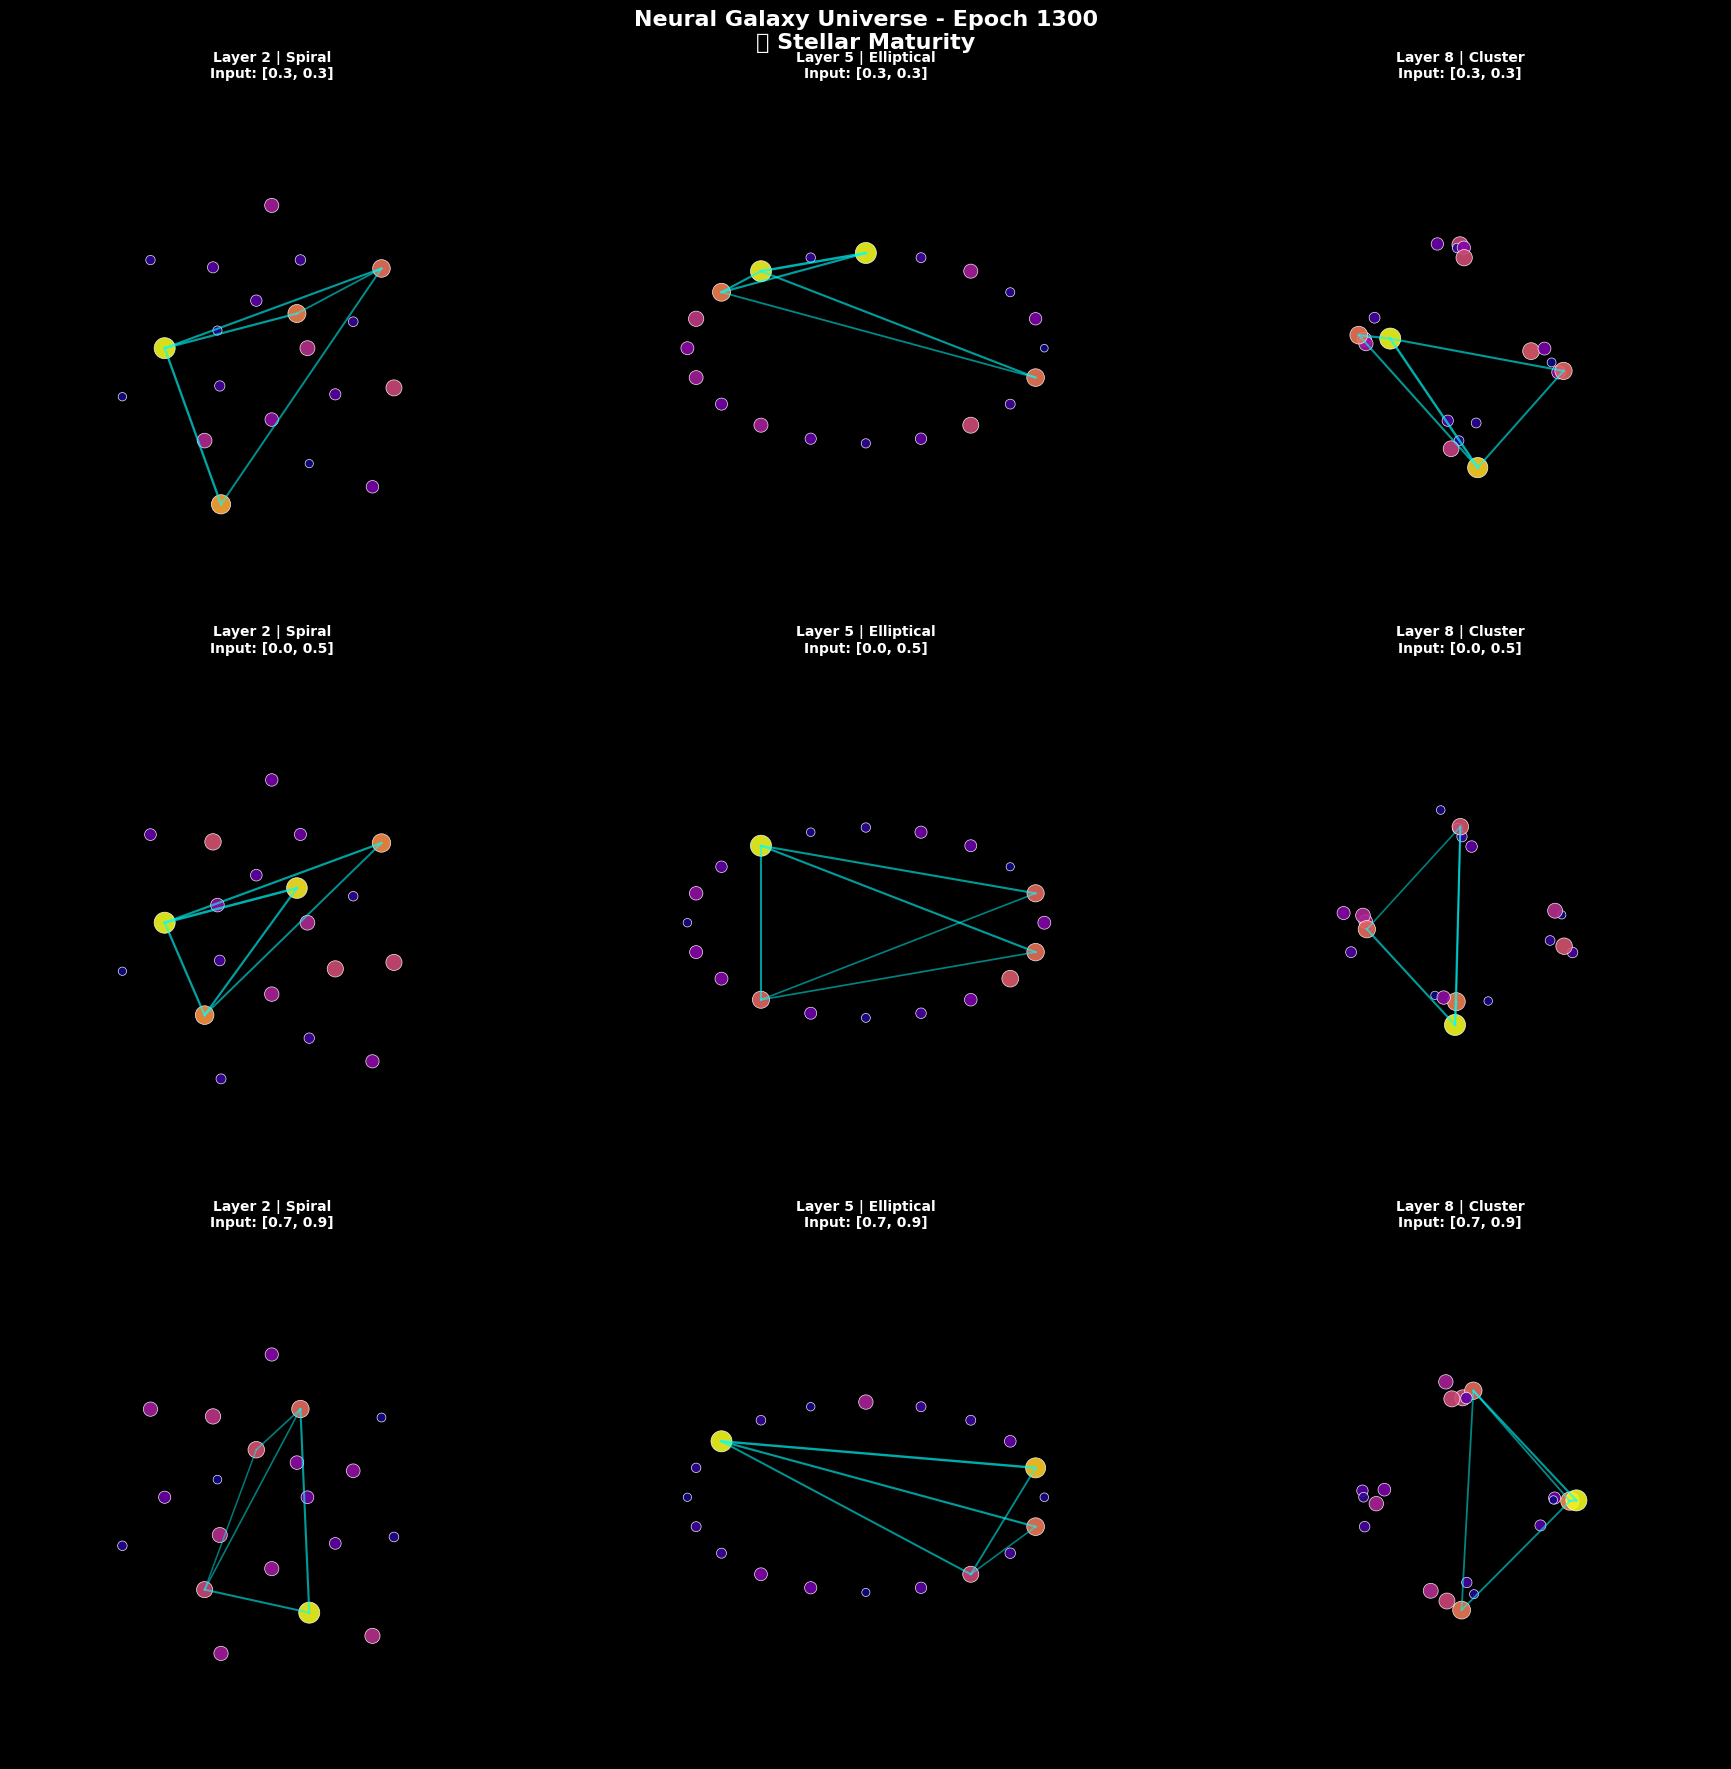 Neural Galaxy Universe - Epoch 1300
Stellar Maturity
Layer 2 | Spiral
Input: [0.3, 0.3]
Layer 5 | Elliptical
Input: [0.3, 0.3]
Layer 8 | Cluster
Input: [0.3, 0.3]
Layer 2 | Spiral
Input: [0.0, 0.5]
Layer 5 | Elliptical
Input: [0.0, 0.5]
Layer 8 | Cluster
Input: [0.0, 0.5]
Layer 2 | Spiral
Input: [0.7, 0.9]
Layer 5 | Elliptical
Input: [0.7, 0.9]
Layer 8 | Cluster
Input: [0.7, 0.9]